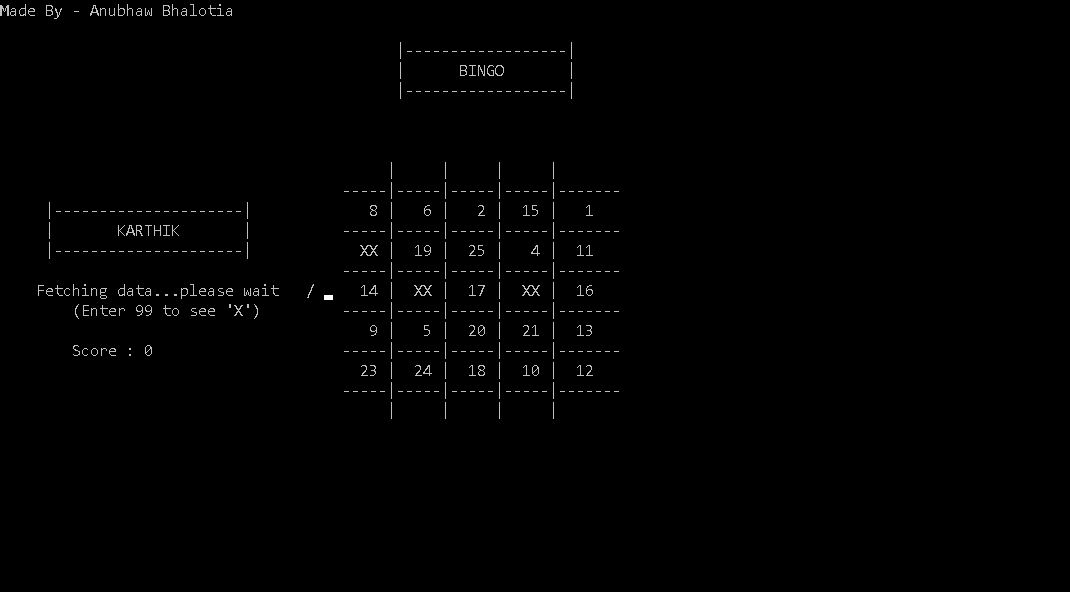 Made By - Anubhaw Bhalotia
|------------------|
| BINGO |
|------------------|
| | | |
-----|-----|-----|-----|-------
8 | 6 | 2 | 15 | 1
-----|-----|-----|-----|-------
XX | 19 | 25 | 4 | 11
-----|-----|-----|-----|-------
14 | XX | 17 | XX | 16
-----|-----|-----|-----|-------
9 | 5 | 20 | 21 | 13
-----|-----|-----|-----|-------
23 | 24 | 18 | 10 | 12
-----|-----|-----|-----|-------
| | | |
|---------------------|
| KARTHIK |
|---------------------|
Fetching data...please wait / _
(Enter 99 to see 'X')
Score : 0